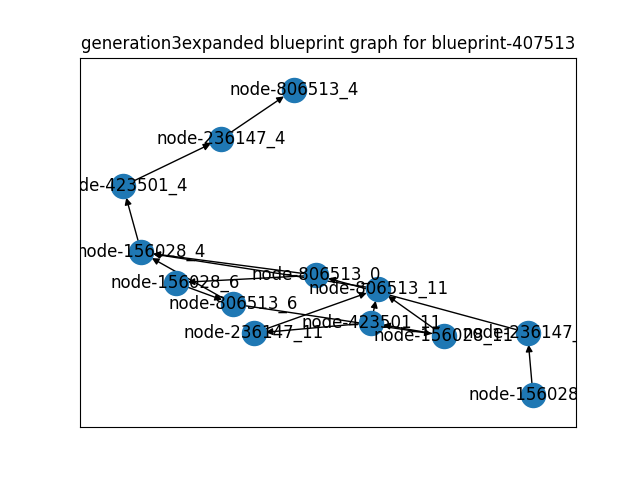 generation3expanded blueprint graph for blueprint-407513
node-806513_4
node-236147_4
de-423501_4
node-156028_4
node-806513_0
node-156028_6
node-806513_11
node-806513_6
node-423501_11
node-236147_11
node-156028_11
node-236147_
node-156028